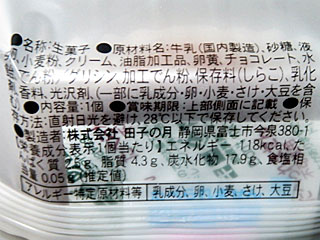 ●名称:生菓子 ●原材料名:牛乳(国内製造)、砂糖、液
小麦粉、クリーム、油脂加工品、卵黄、チョコレート、水
でん粉/グリシン、加工でん粉、保存料(しらこ)、乳化
香料、光沢剤、(一部に乳成分・卵・小麦・さけ・大豆を含
●内容量:1個 ●賞味期限:上部側面に記載 ●保存
方法:直射日光を避け、28℃以下で保存してください。
●製造者:株式会社 田子の月 静岡県富士市今泉380-1
成分表示(1個当たり)】エネルギー:118kcal、た
く質2.6g、脂質4.3g、炭水化物17.9g、食塩相
0.05g(推定値)
アレルギー特定原材料等 乳成分、卵、小麦、さけ、大豆